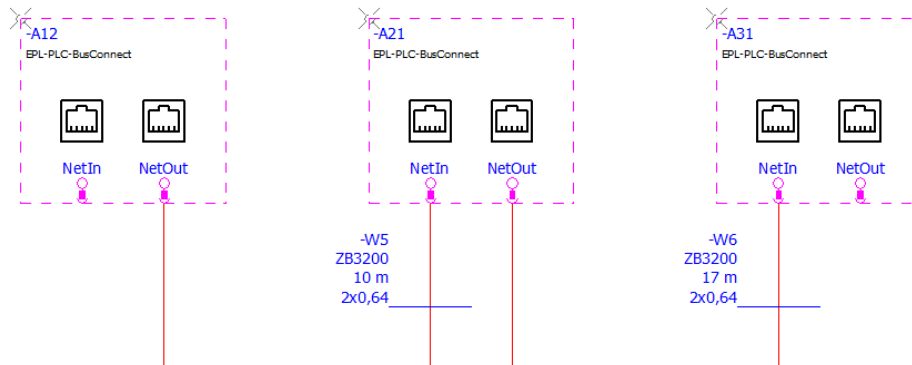 -A12
EPL-PLC-BusConnect
NetIn NetOut
-A21
EPL-PLC-BusConnect
NetIn NetOut
-W5
ZB3200
10 m
2x0,64
-A31
EPL-PLC-BusConnect
NetIn NetOut
-W6
ZB3200
17 m
2x0,64